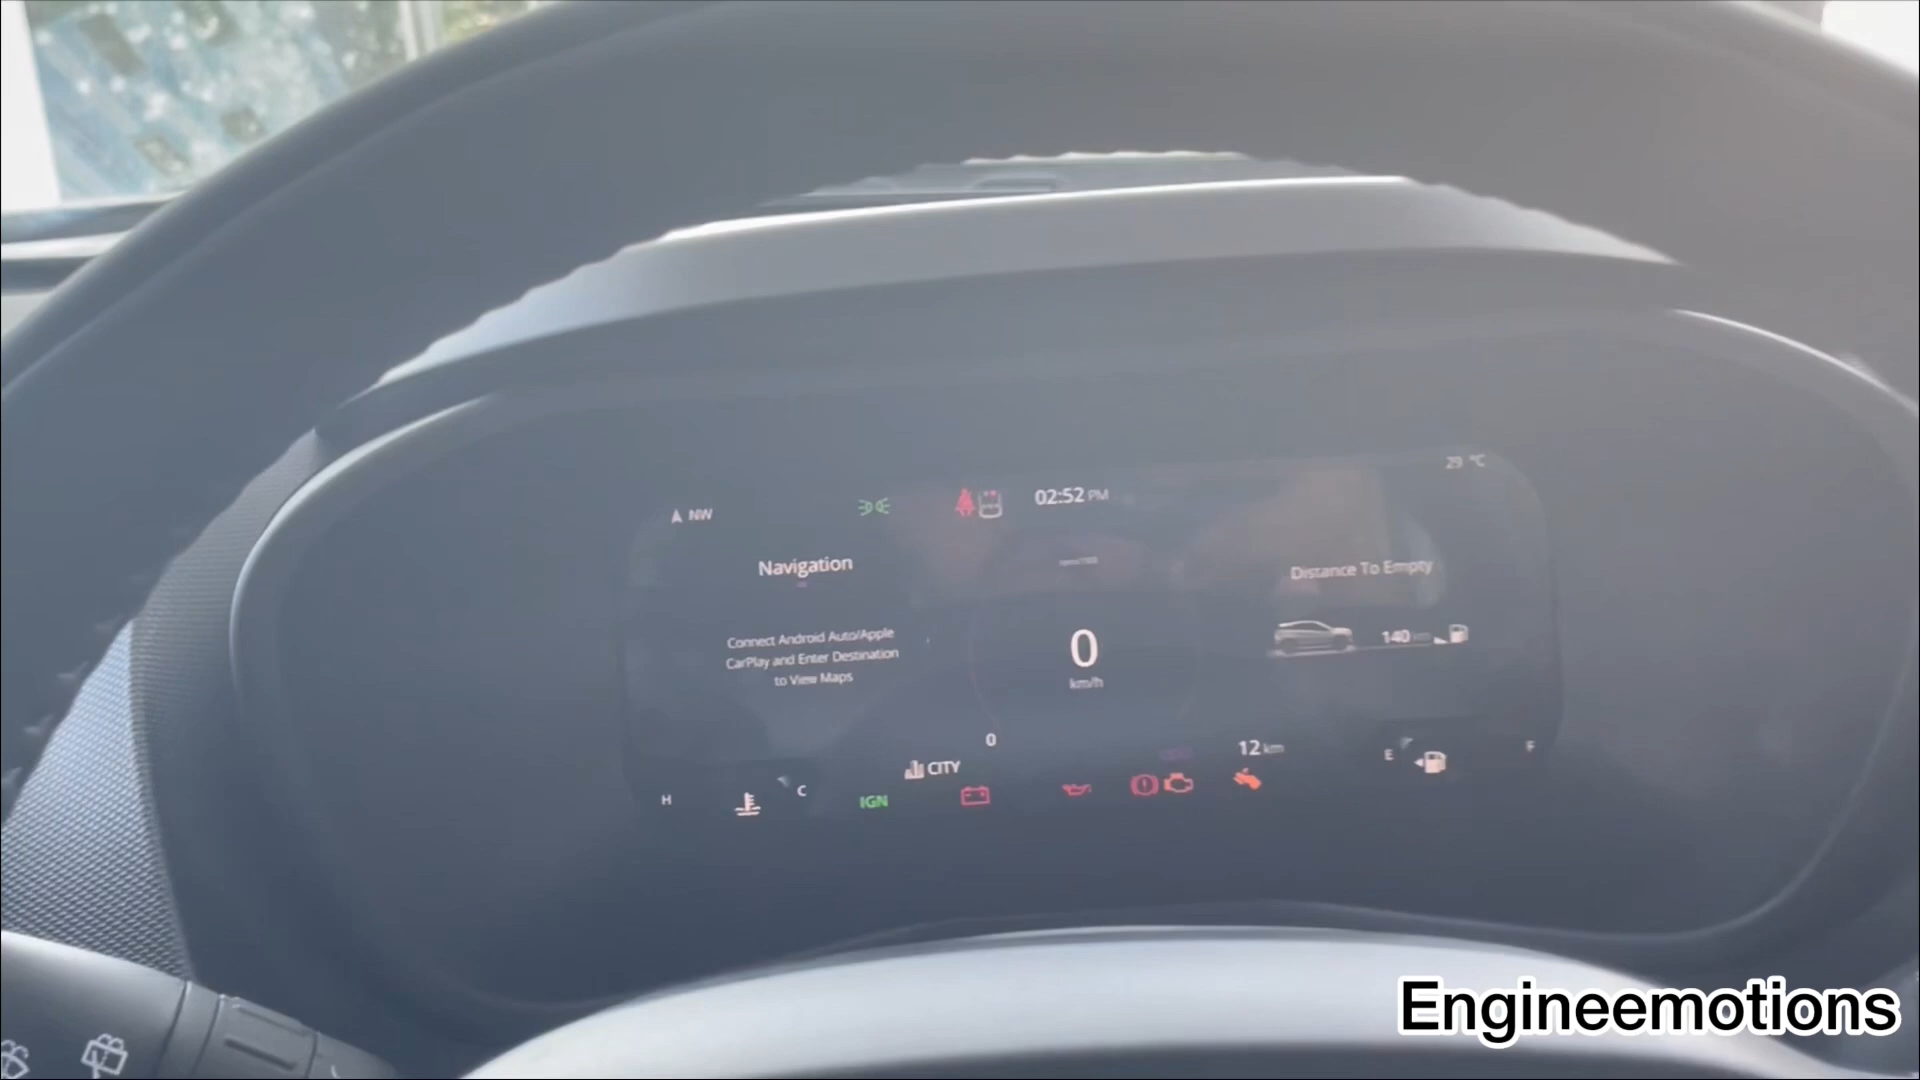 29 °C
NW
02:52 PM
Navigation
Distance To Empty
Connect Android Auto/Apple
CarPlay and Enter Destination
to View Maps
140 km
0
km/h
0
CITY
12 km
E
F
H
C
IGN
Engineemotions